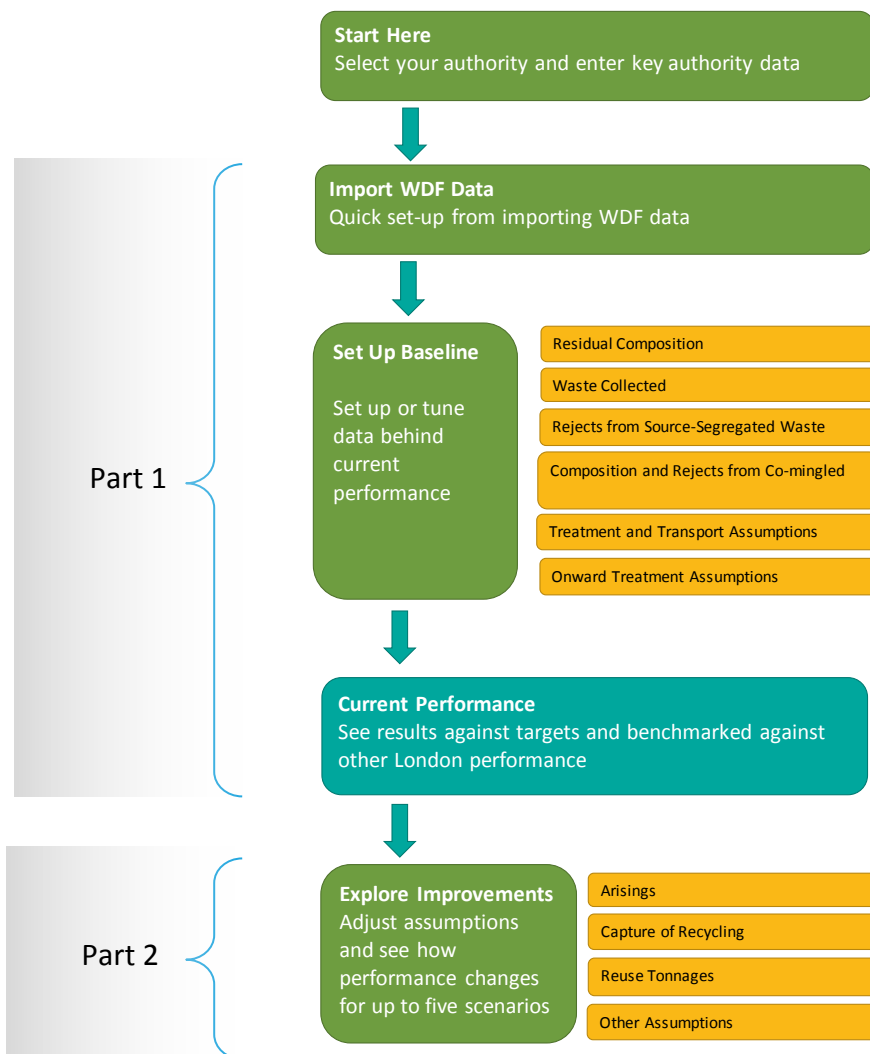 Start Here
Select your authority and enter key authority data
Import WDF Data
Quick set-up from importing WDF data
Part 1
Set Up Baseline
Set up or tune
data behind
current
performance
Residual Composition
Waste Collected
Rejects from Source-Segregated Waste
Composition and Rejects from Co-mingled
Treatment and Transport Assumptions
Onward Treatment Assumptions
Current Performance
See results against targets and benchmarked against
other London performance
Part 2
Explore Improvements
Adjust assumptions
and see how
performance changes
for up to five scenarios
Arisings
Capture of Recycling
Reuse Tonnages
Other Assumptions